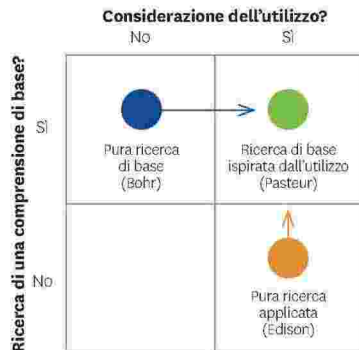 Considerazione dell'utilizzo?
No
Sì
Ricerca di una comprensione di base?
Sì
Pura ricerca
di base
(Bohr)
Ricerca di base
ispirata dall'utilizzo
(Pasteur)
No
Pura ricerca
applicata
(Edison)